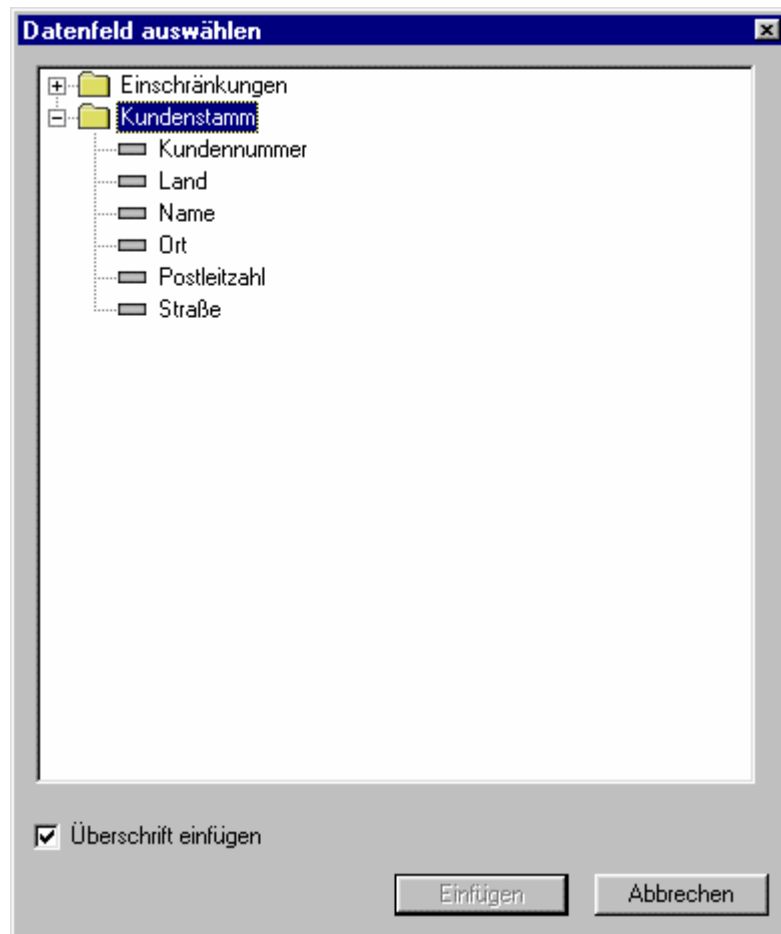 Datenfeld auswählen
Einschränkungen
Kundenstamm
Kundennummer
Land
Name
Ort
Postleitzahl
Straße
Überschrift einfügen
Einfügen
Abbrechen